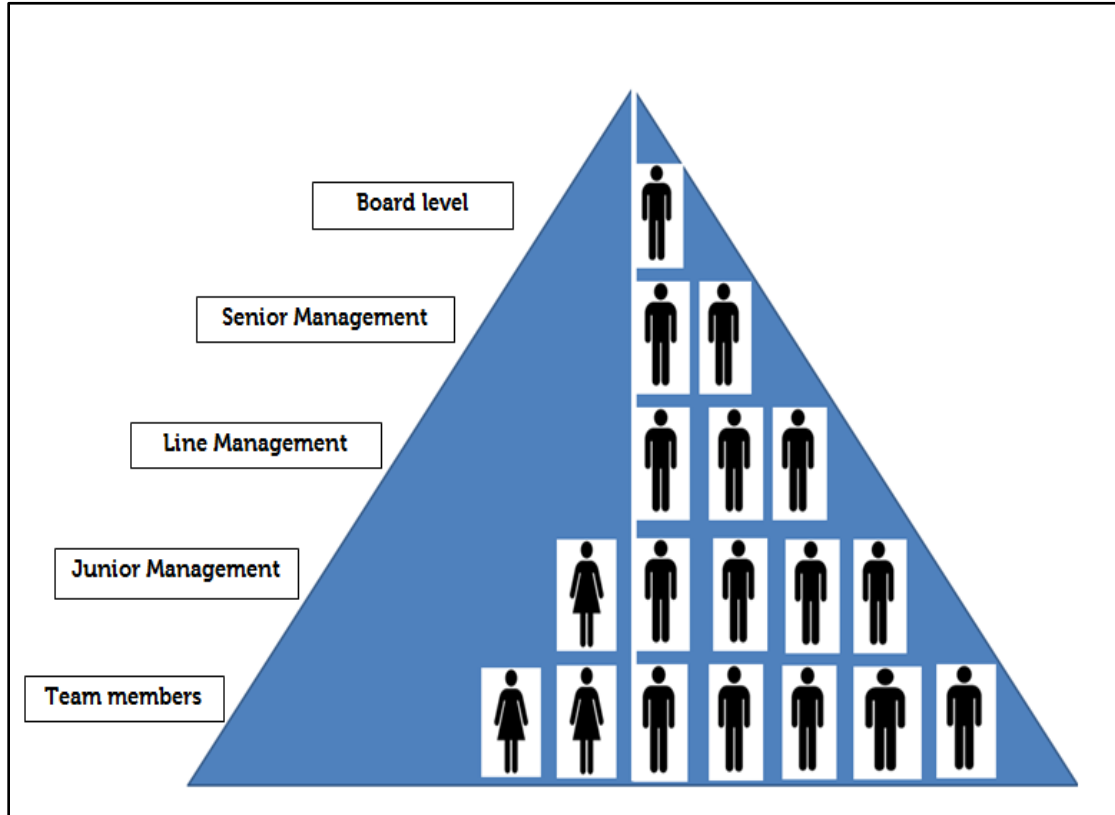 Board level
Senior Management
Line Management
Junior Management
Team members